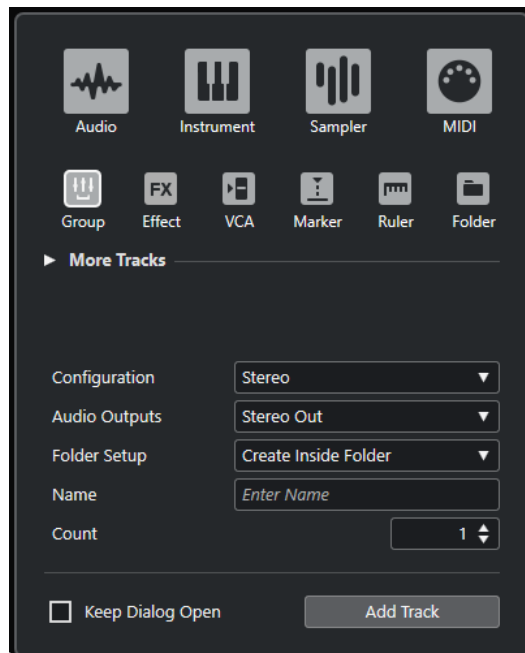 Audio Instrument Sampler MIDI
FX
Group Effect VCA Marker Ruler Folder
More Tracks
Configuration Stereo
Audio Outputs Stereo Out
Folder Setup Create Inside Folder
Name Enter Name
Count 1
Keep Dialog Open Add Track